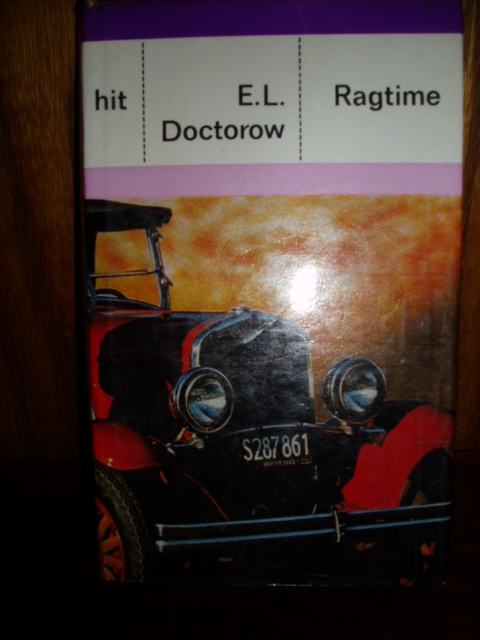 hit
E.L.
Doctorow
Ragtime
S287861